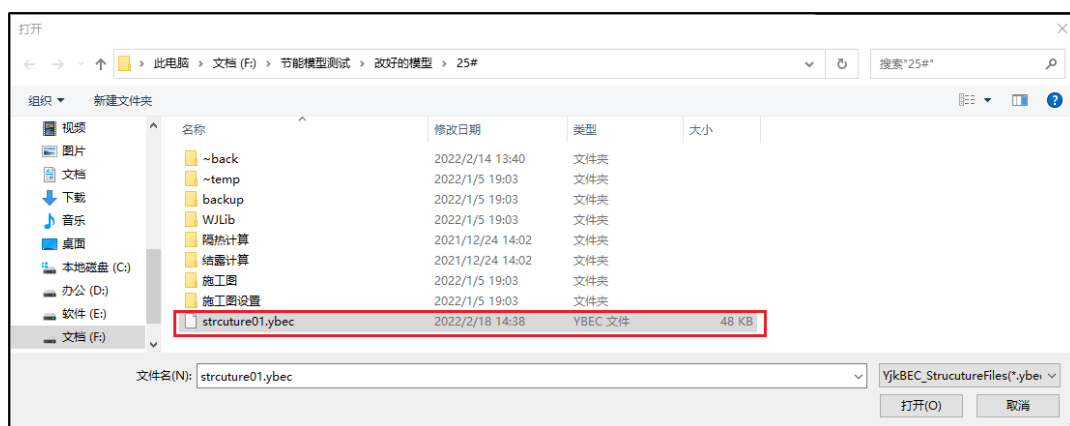 打开
此电脑 › 文档 (F:) › 节能模型测试 › 改好的模型 › 25#
搜索"25#"
组织 新建文件夹
名称 修改日期 类型 大小
视频
图片
文档
下载
音乐
桌面
本地磁盘 (C:)
办公 (D:)
软件 (E:)
文档 (F:)
~back 2022/2/14 13:40 文件夹
~temp 2022/1/5 19:03 文件夹
backup 2022/1/5 19:03 文件夹
WJLib 2022/1/5 19:03 文件夹
隔热计算 2021/12/24 14:02 文件夹
结露计算 2021/12/24 14:02 文件夹
施工图 2022/1/5 19:03 文件夹
施工图设置 2022/1/5 19:03 文件夹
strcuture01.ybec 2022/2/18 14:38 YBEC 文件 48 KB
文件名(N): strcuture01.ybec
YjkBEC_StrucutureFiles(*.ybec
打开(O) 取消